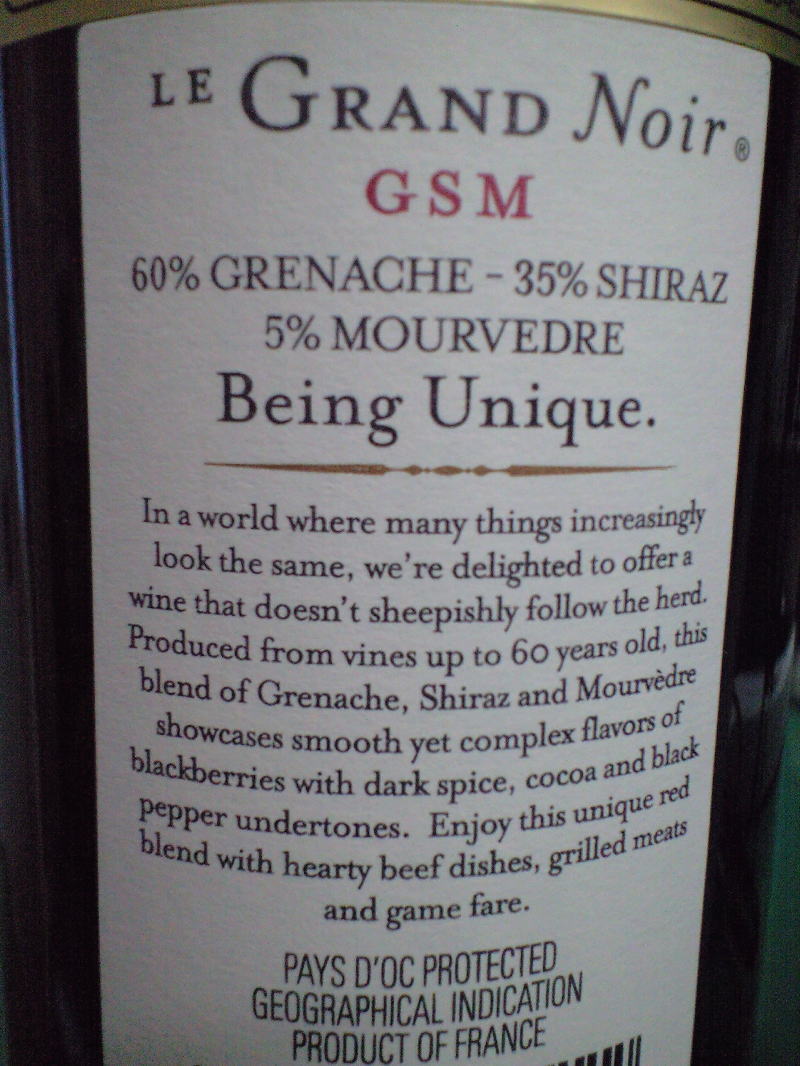 LE GRAND Noir®
GSM
60% GRENACHE - 35% SHIRAZ
5% MOURVEDRE
Being Unique.
In a world where many things increasingly
look the same, we're delighted to offer a
wine that doesn't sheepishly follow the herd.
Produced from vines up to 60 years old, this
blend of Grenache, Shiraz and Mourvèdre
showcases smooth yet complex flavors of
blackberries with dark spice, cocoa and black
pepper undertones. Enjoy this unique red
blend with hearty beef dishes, grilled meats
and game fare.
PAYS D'OC PROTECTED
GEOGRAPHICAL INDICATION
PRODUCT OF FRANCE